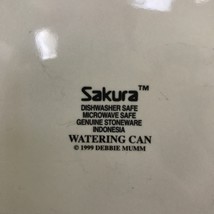 Sakura™
DISHWASHER SAFE
MICROWAVE SAFE
GENUINE STONEWARE
INDONESIA
WATERING CAN
© 1999 DEBBIE MUMM